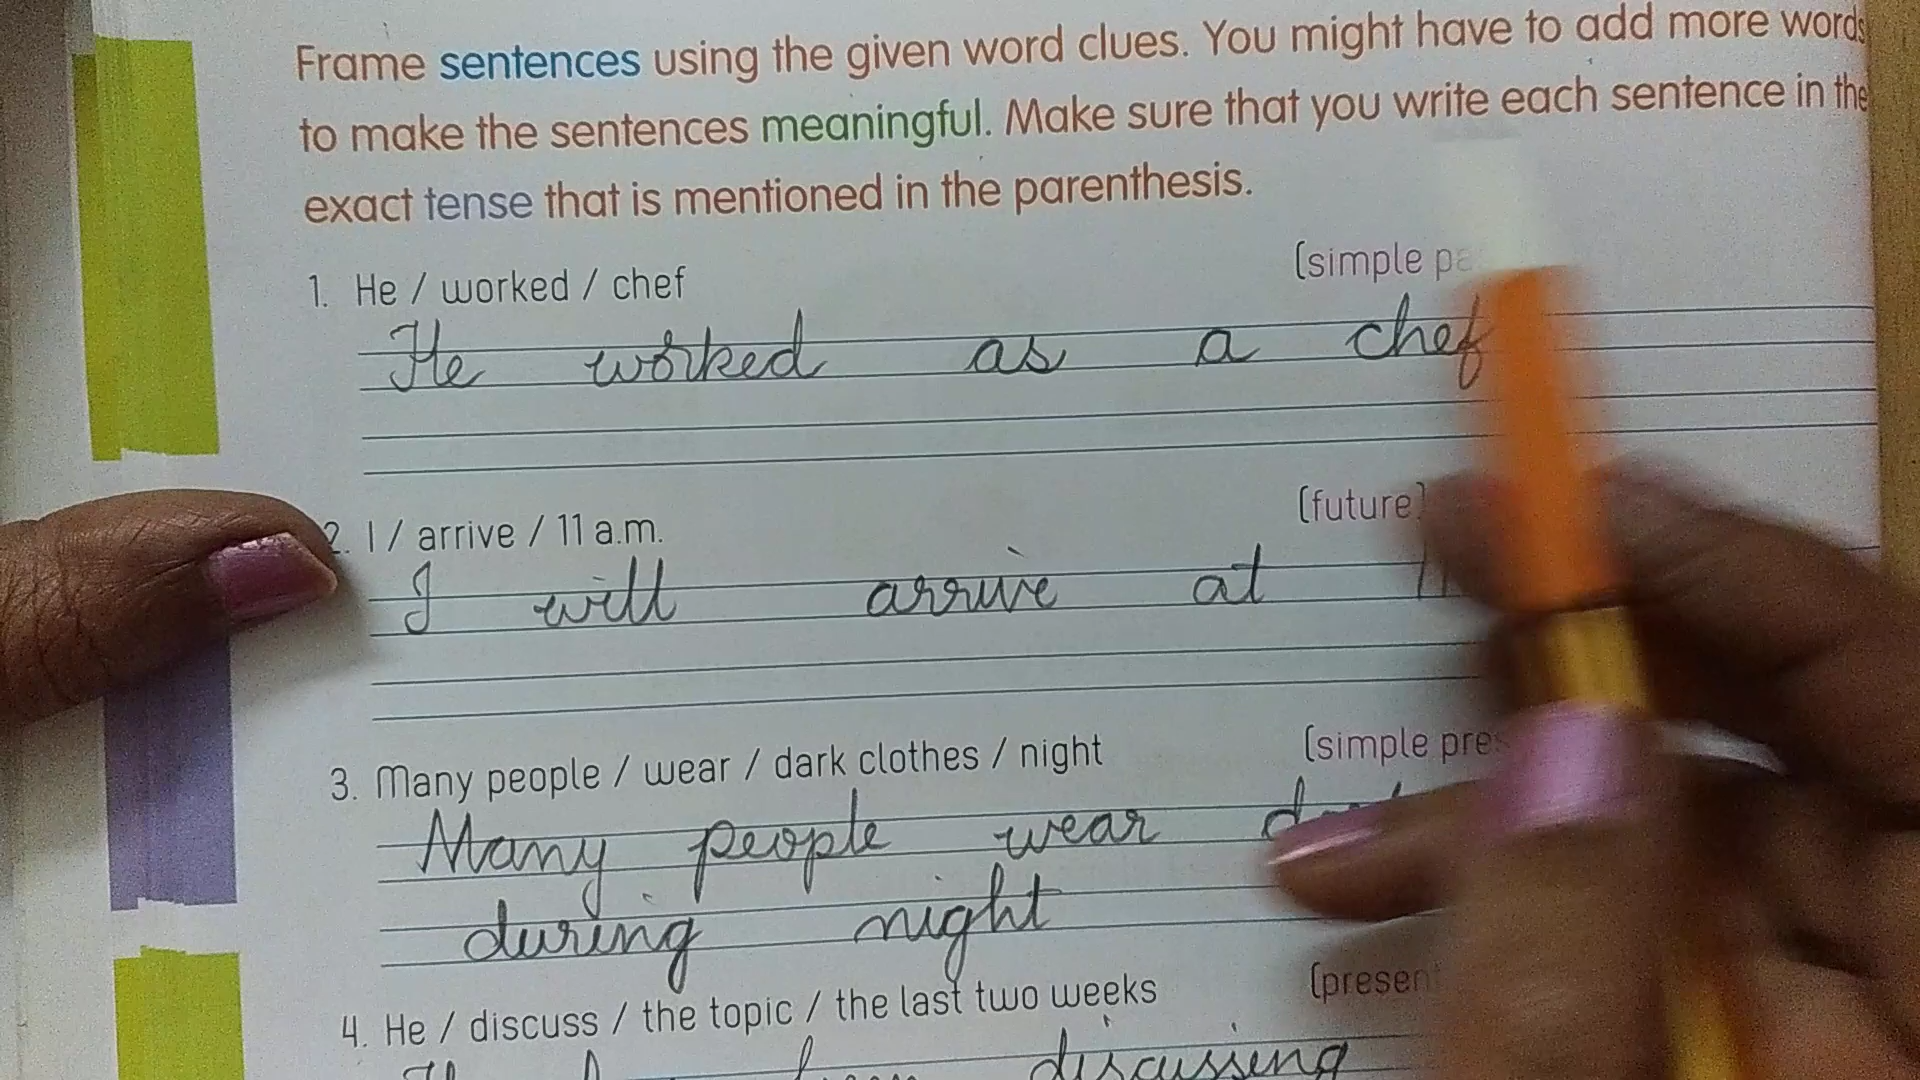 Frame sentences using the given word clues. You might have to add more words
to make the sentences meaningful. Make sure that you write each sentence in the
exact tense that is mentioned in the parenthesis.
1. He / worked / chef (simple
He worked as a chef
2. I / arrive / 11 a.m. (future)
I will arrive at
3. Many people / wear / dark clothes / night (simple
Many people wear
during night
4. He / discuss / the topic / the last two weeks (present
discussing